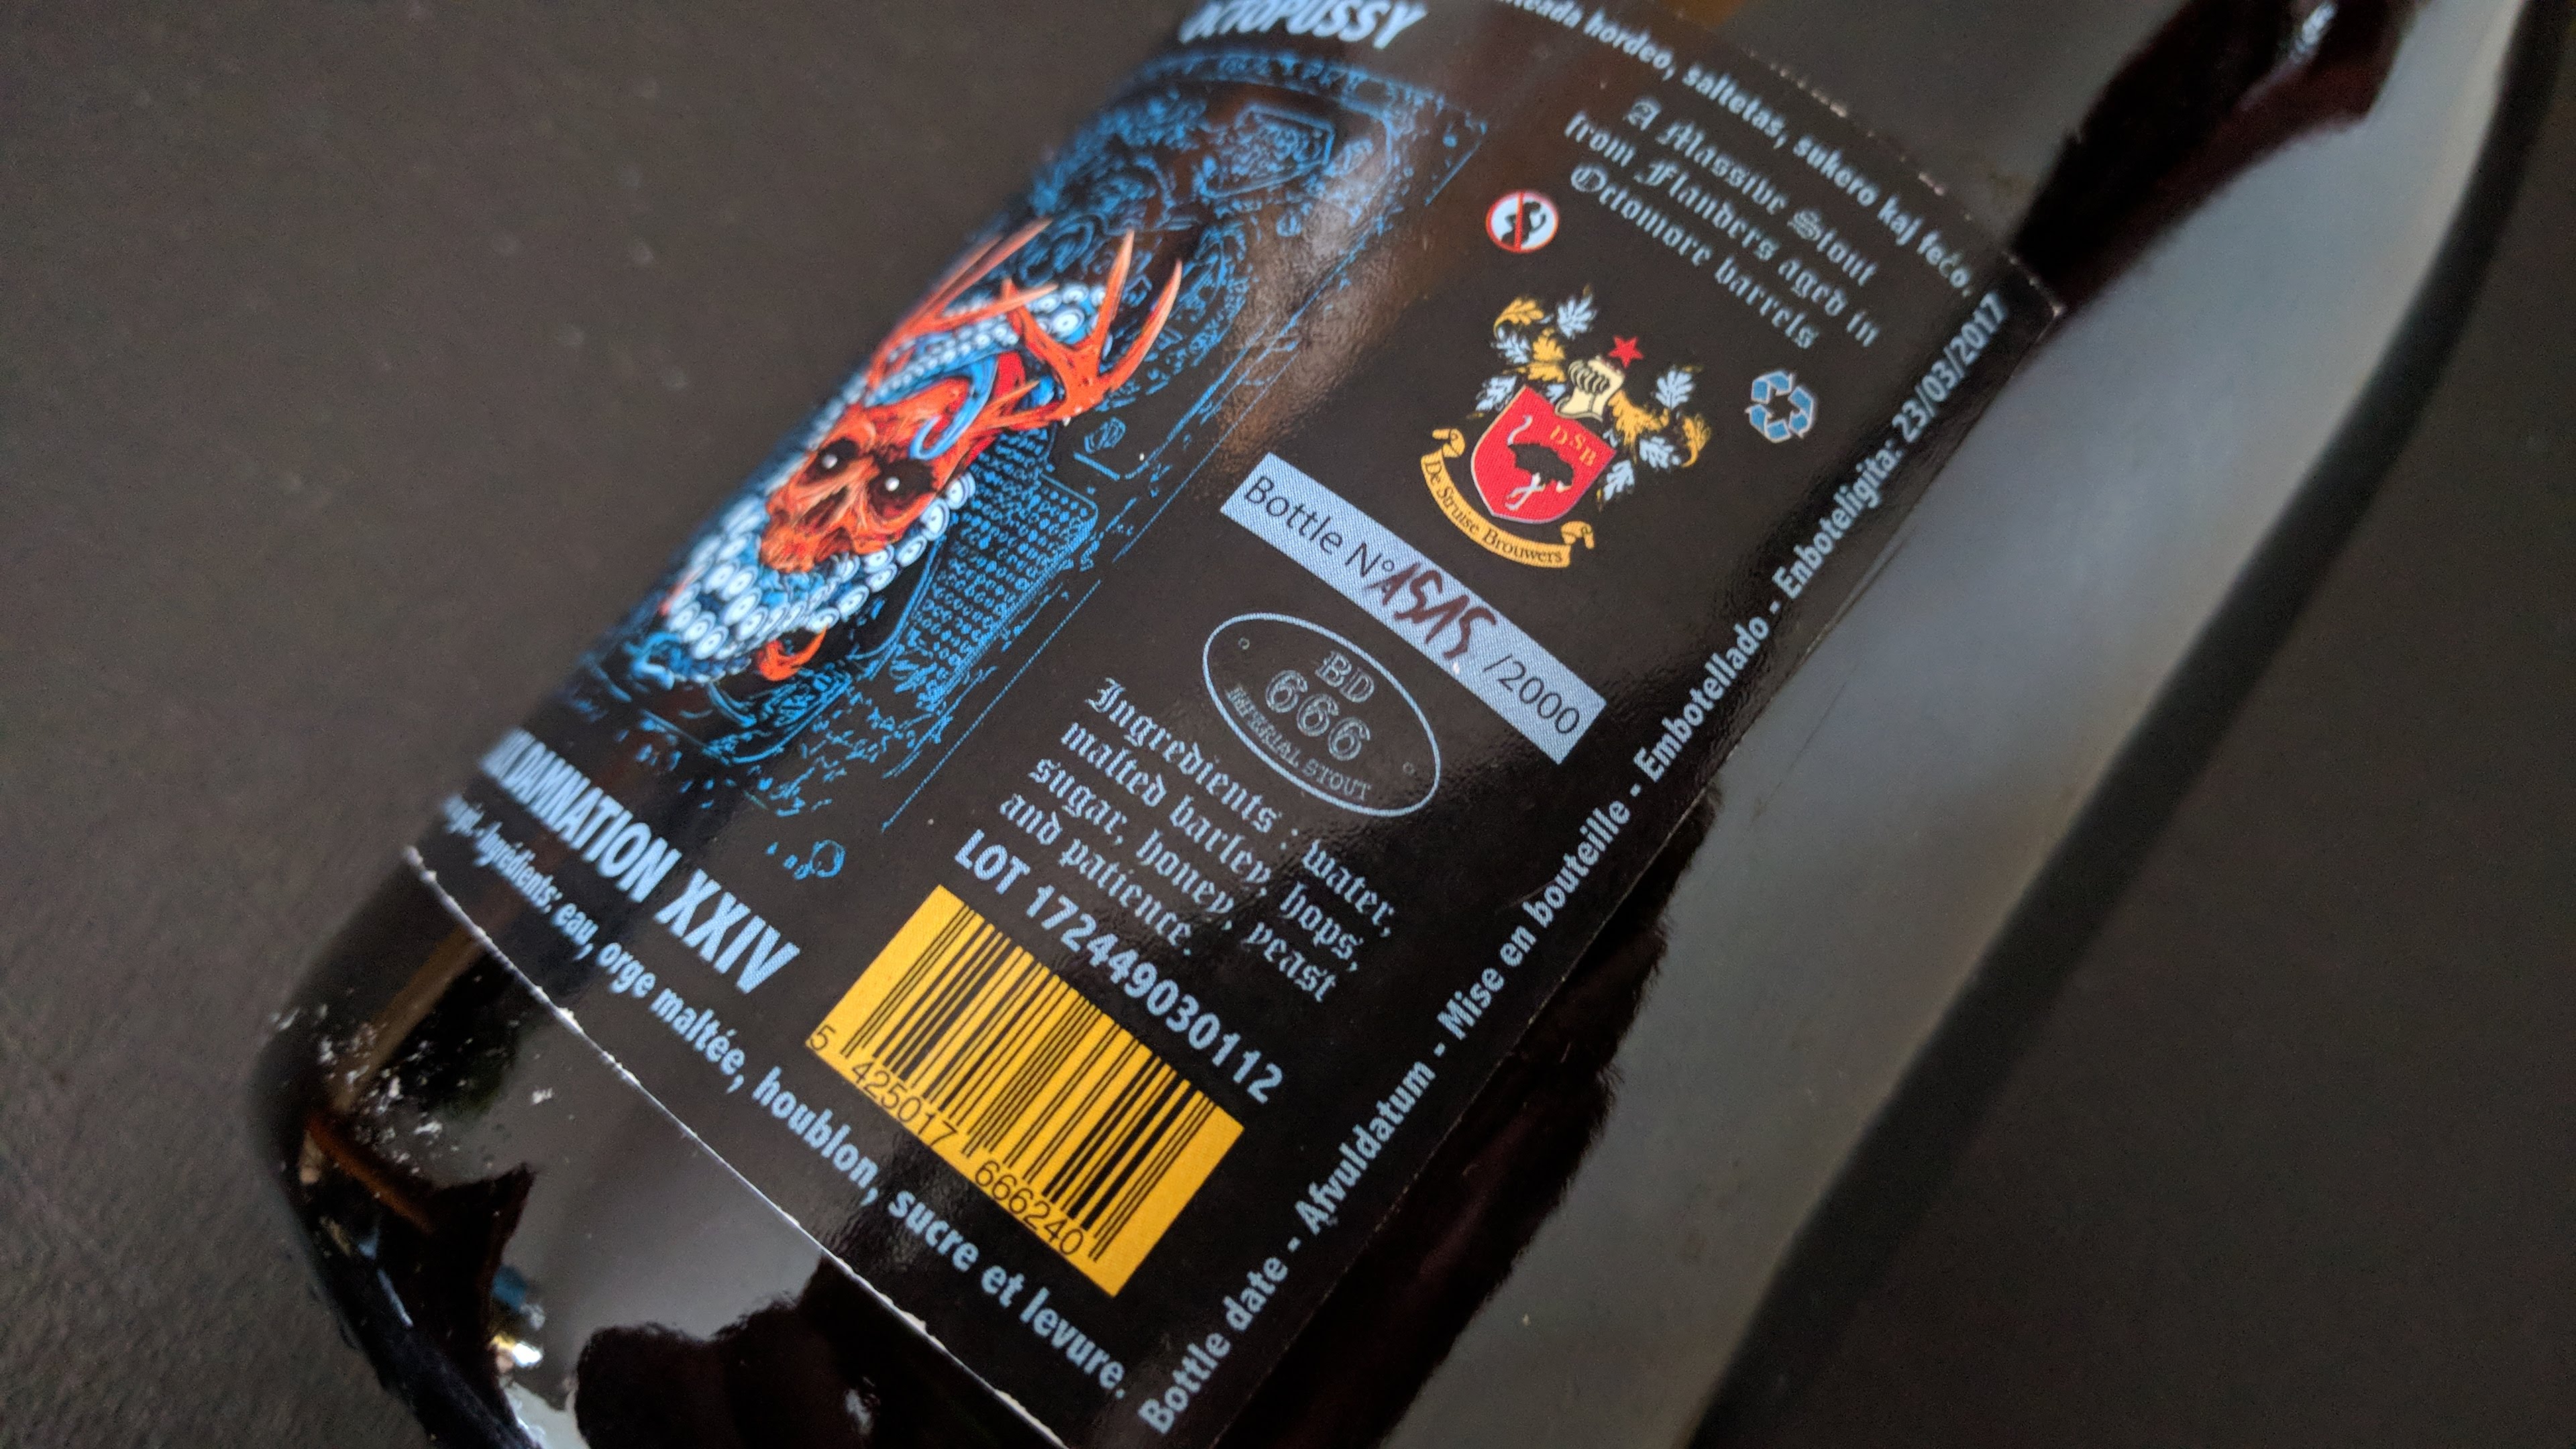 OCTOPUSSY
DAMNATION XXIV
Ingrédients: eau, orge maltée, houblon, sucre et levure.
hordeo, saltetas, sukero kaj feĉo.
A Massive Stout
from Flanders aged in
Octomore barrels
DSB
De Struise Brouwers
Bottle N° 1515 /2000
BD
666
IMPERIAL STOUT
Ingredients : water,
malted barley, hops,
sugar, honey, yeast
and patience.
LOT 172449030112
5 425017 666240
Bottle date - Afvuldatum - Mise en bouteille - Embotellado - Enboteligita: 23/03/2017